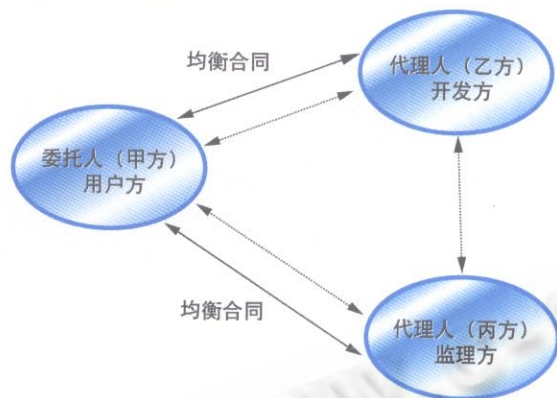 均衡合同
代理人（乙方）
开发方
委托人（甲方）
用户方
均衡合同
代理人（丙方）
监理方